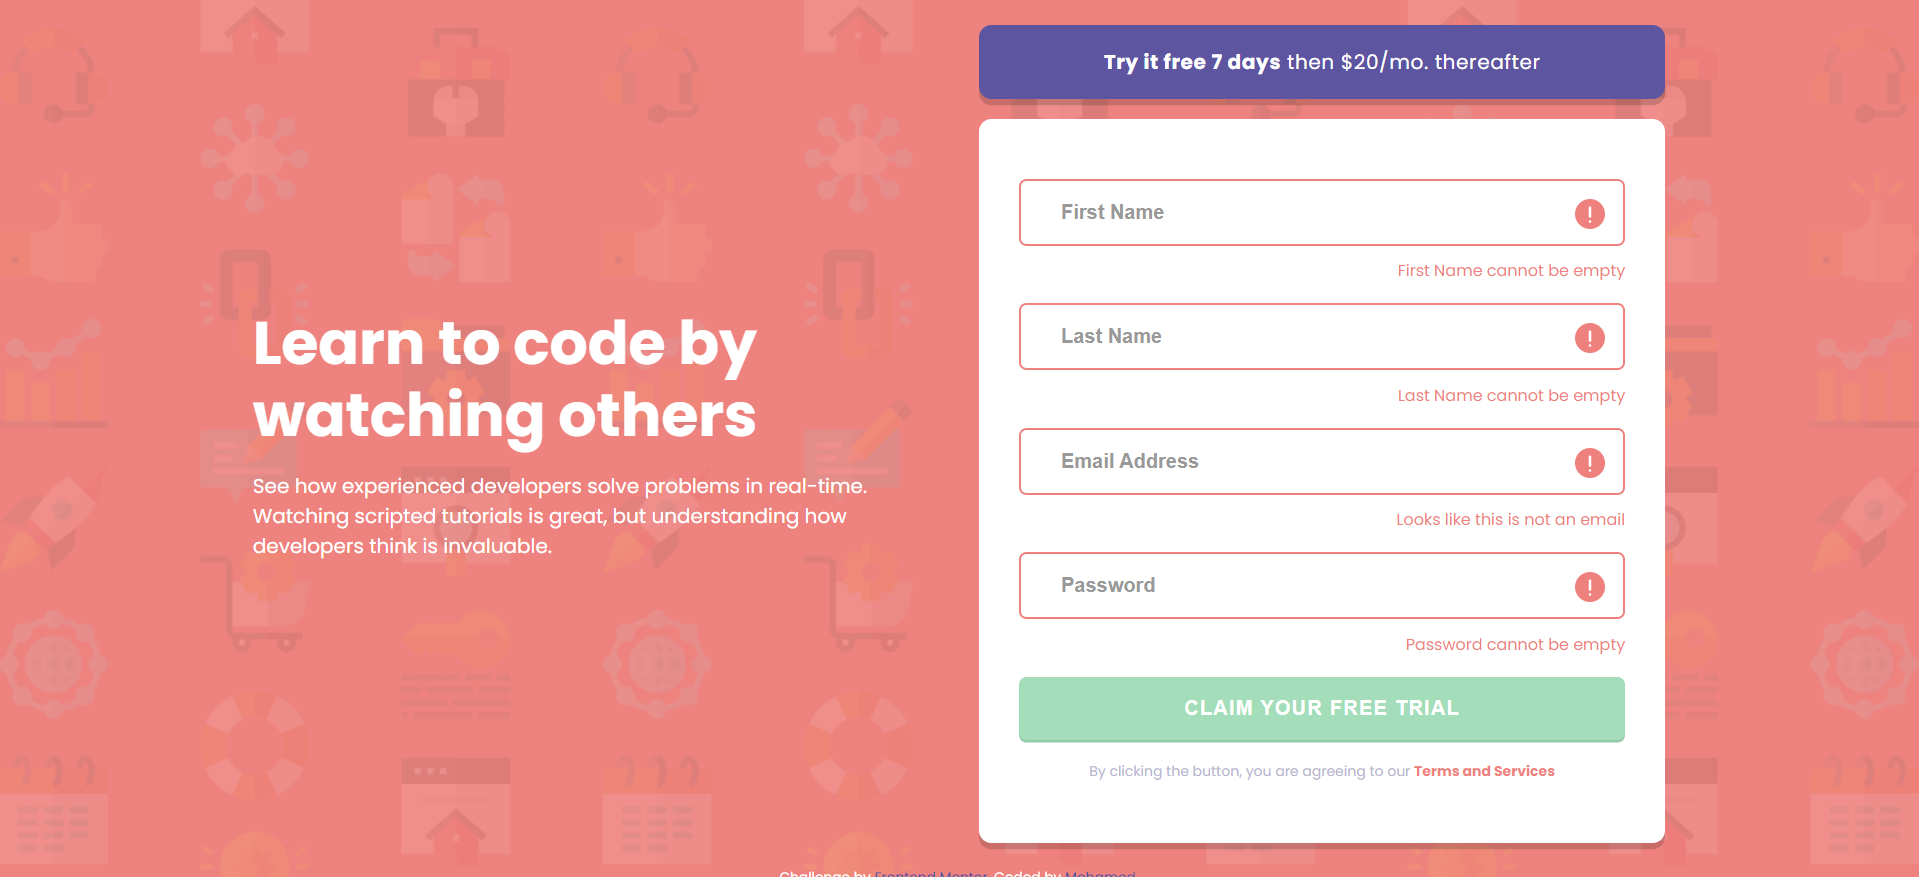 Try it free 7 days then $20/mo. thereafter
Learn to code by
watching others
See how experienced developers solve problems in real-time.
Watching scripted tutorials is great, but understanding how
developers think is invaluable.
First Name
First Name cannot be empty
Last Name
Last Name cannot be empty
Email Address
Looks like this is not an email
Password
Password cannot be empty
CLAIM YOUR FREE TRIAL
By clicking the button, you are agreeing to our Terms and Services
Challenge by Frontend Mentor. Coded by Mohamed